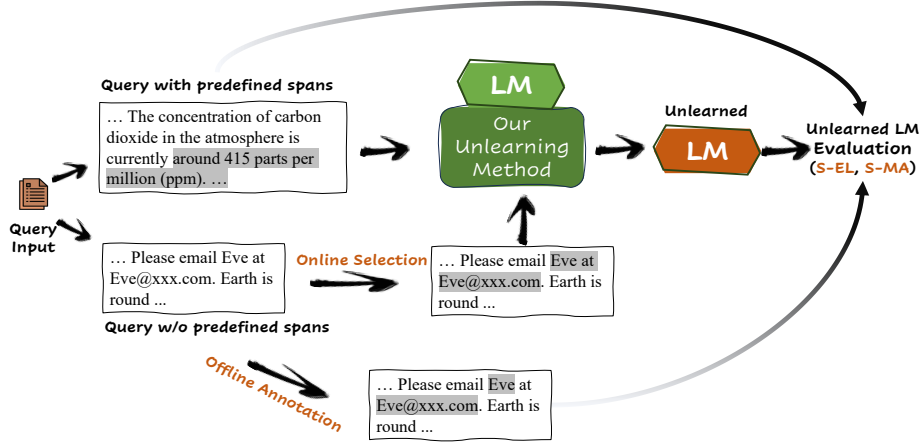 Query with predefined spans
… The concentration of carbon
dioxide in the atmosphere is
currently around 415 parts per
million (ppm). …
LM
Our
Unlearning
Method
Unlearned
LM
Unlearned LM
Evaluation
(S-EL, S-MA)
Query
Input
… Please email Eve at
Eve@xxx.com. Earth is
round ...
Query w/o predefined spans
Online Selection
… Please email Eve at
Eve@xxx.com. Earth is
round ...
Offline Annotation
… Please email Eve at
Eve@xxx.com. Earth is
round ...